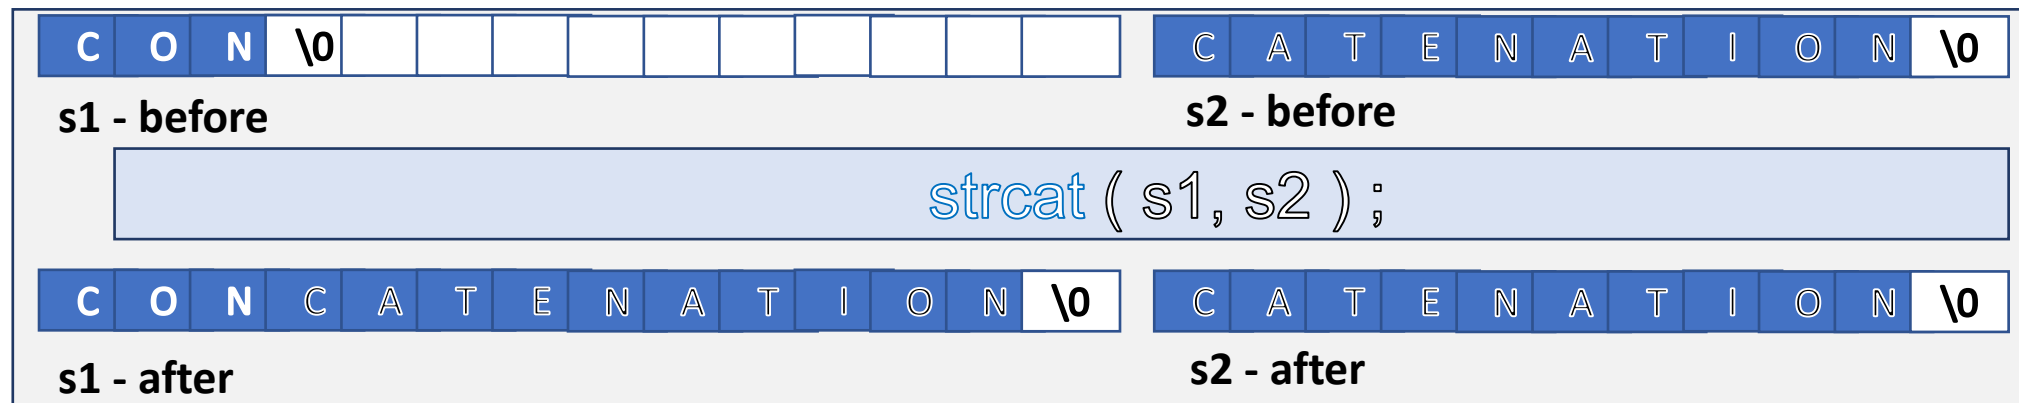 C O N \0 C A T E N A T I O N \0
s1 - before s2 - before
strcat ( s1, s2 ) ;
C O N C A T E N A T I O N \0 C A T E N A T I O N \0
s1 - after s2 - after